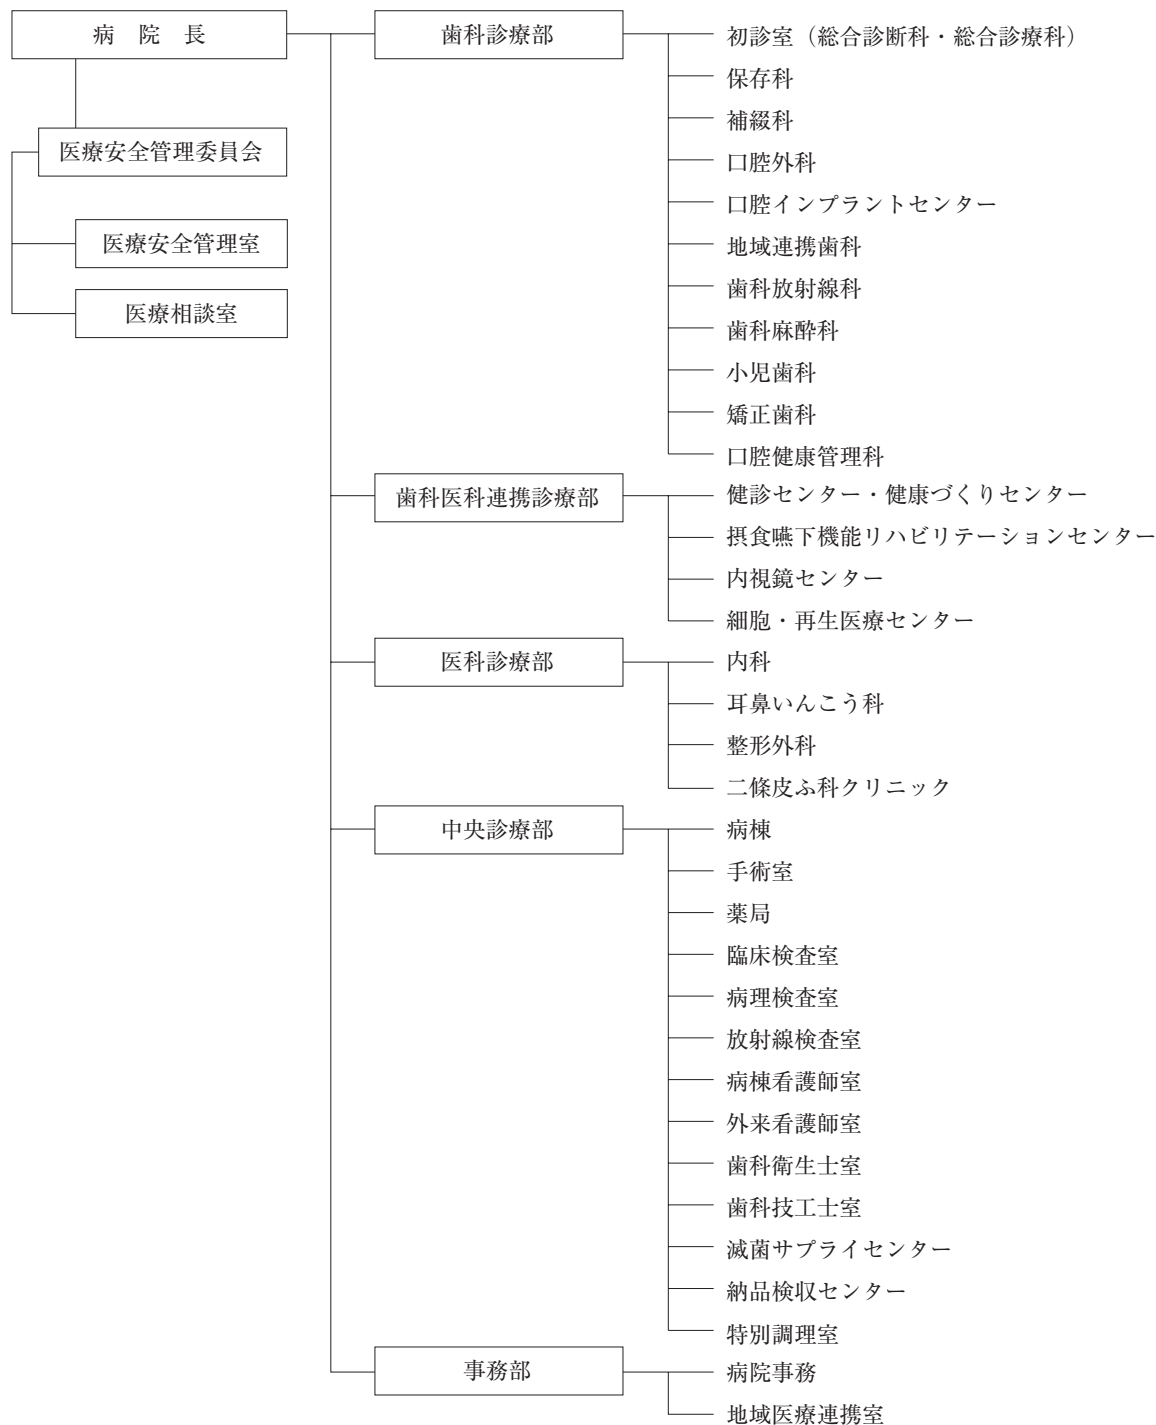 病　院　長
医療安全管理委員会
医療安全管理室
医療相談室
歯科診療部
初診室（総合診断科・総合診療科）
保存科
補綴科
口腔外科
口腔インプラントセンター
地域連携歯科
歯科放射線科
歯科麻酔科
小児歯科
矯正歯科
口腔健康管理科
歯科医科連携診療部
健診センター・健康づくりセンター
摂食嚥下機能リハビリテーションセンター
内視鏡センター
細胞・再生医療センター
医科診療部
内科
耳鼻いんこう科
整形外科
二條皮ふ科クリニック
中央診療部
病棟
手術室
薬局
臨床検査室
病理検査室
放射線検査室
病棟看護師室
外来看護師室
歯科衛生士室
歯科技工士室
滅菌サプライセンター
納品検収センター
特別調理室
事務部
病院事務
地域医療連携室